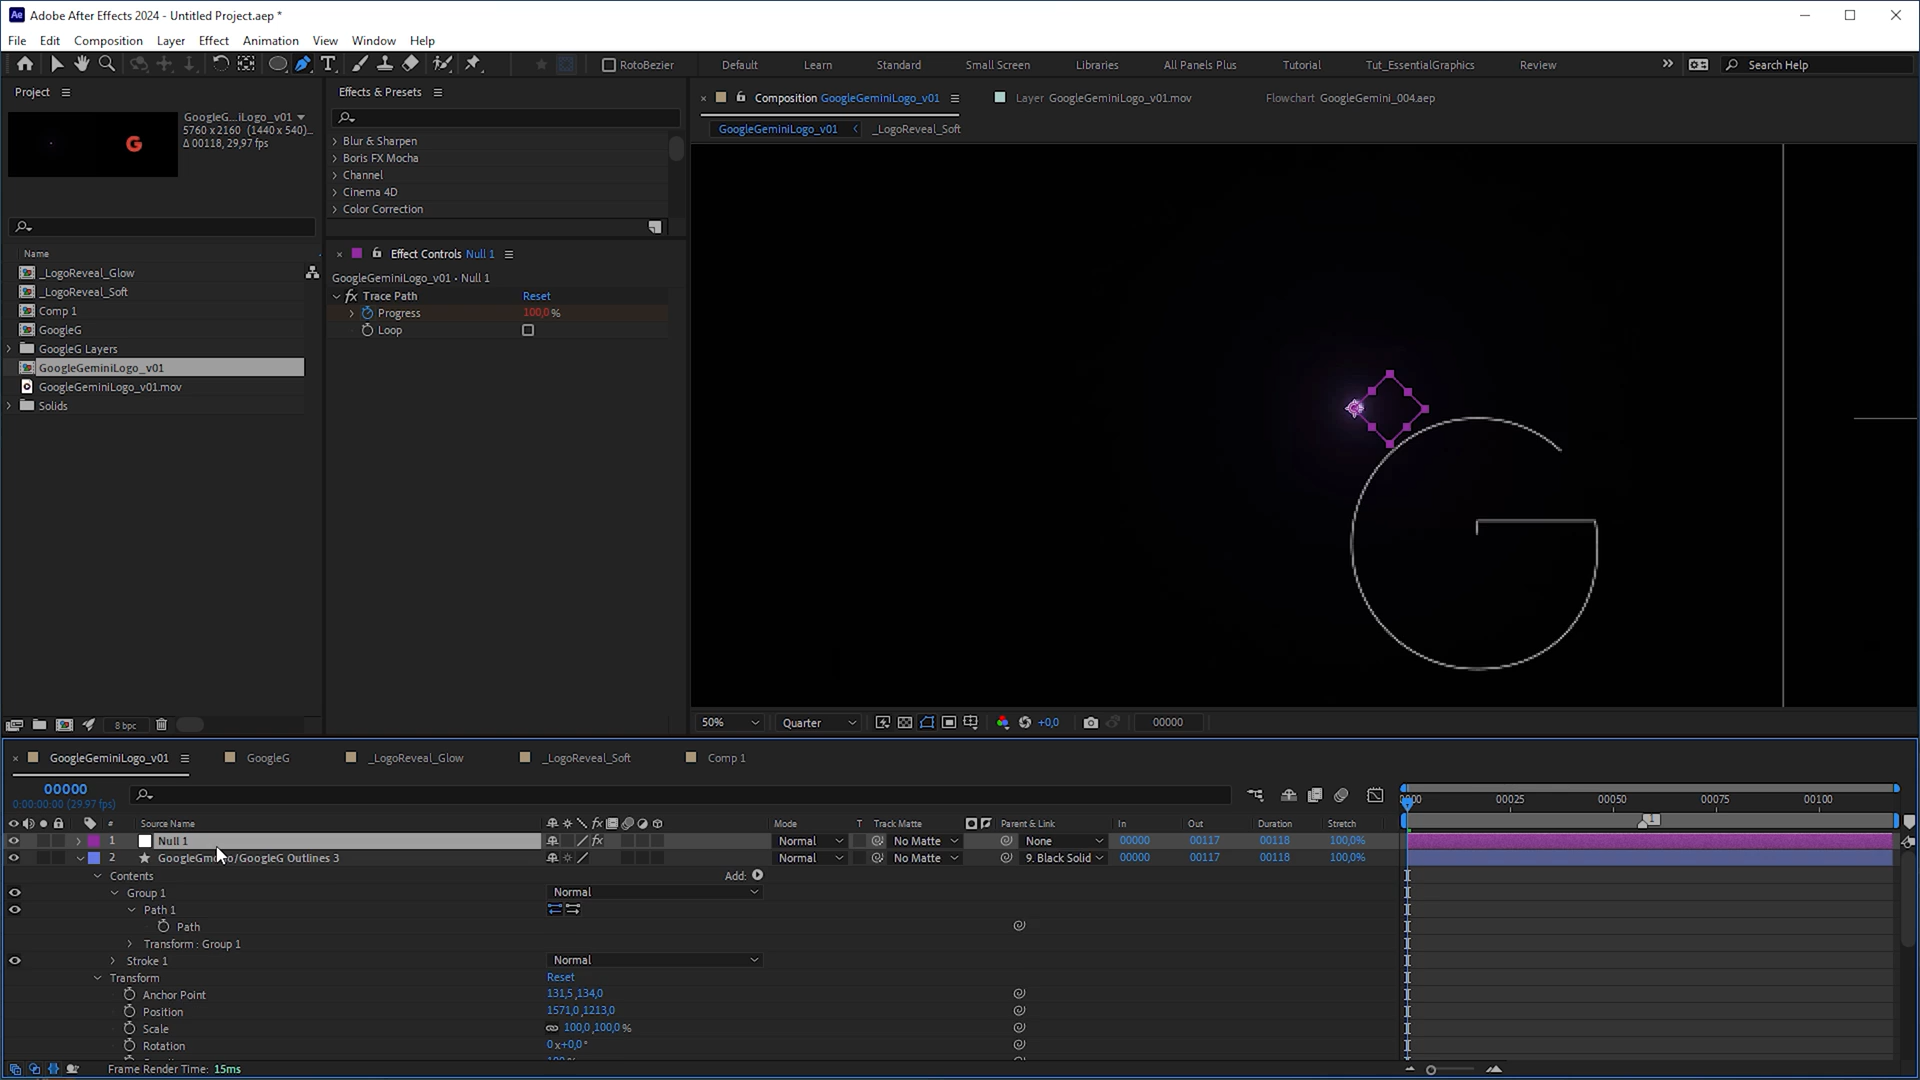 Adobe After Effects 2024 - Untitled Project.aep *
File Edit Composition Layer Effect Animation View Window Help
RotoBezier Default Learn Standard Small Screen Libraries All Panels Plus Tutorial Tut_EssentialGraphics Review Search Help
Project
GoogleG...iLogo_v01
5760 x 2160 (1440 x 540)...
Δ 00118, 29,97 fps
Name
_LogoReveal_Glow
_LogoReveal_Soft
Comp 1
GoogleG
GoogleG Layers
GoogleGeminiLogo_v01
GoogleGeminiLogo_v01.mov
Solids
8 bpc
Effects & Presets
Blur & Sharpen
Boris FX Mocha
Channel
Cinema 4D
Color Correction
Effect Controls Null 1
GoogleGeminiLogo_v01 • Null 1
fx Trace Path Reset
Progress 100,0 %
Loop
Composition GoogleGeminiLogo_v01 Layer GoogleGeminiLogo_v01.mov Flowchart GoogleGemini_004.aep
GoogleGeminiLogo_v01 _LogoReveal_Soft
50% Quarter +0,0 00000
GoogleGeminiLogo_v01 GoogleG _LogoReveal_Glow _LogoReveal_Soft Comp 1
00000
0:00:00:00 (29.97 fps)
00025 00050 00075 00100
# Source Name fx Mode T Track Matte Parent & Link In Out Duration Stretch
1
1 Null 1 fx Normal No Matte None 00000 00117 00118 100,0%
2 /GoogleG Outlines 3 Normal No Matte 9. Black Solid 00000 00117 00118 100,0%
Contents Add:
Group 1 Normal
Path 1
Path
Transform : Group 1
Stroke 1 Normal
Transform Reset
Anchor Point 131,5 ,134,0
Position 1571,0 ,1213,0
Scale 100,0 ,100,0 %
Rotation 0 x+0,0 °
Frame Render Time: 15ms